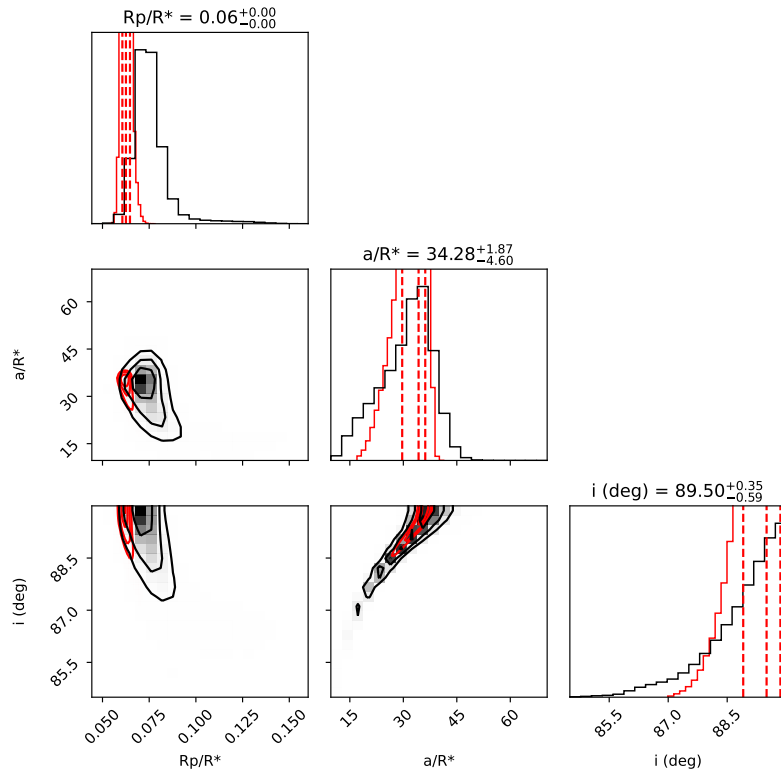 Rp/R* = 0.06+0.00−0.00
a/R* = 34.28+1.87−4.60
60
45
30
15
a/R*
i (deg) = 89.50+0.35−0.59
88.5
87.0
85.5
i (deg)
0.050 0.075 0.100 0.125 0.150
15 30 45 60
85.5 87.0 88.5
Rp/R* a/R* i (deg)